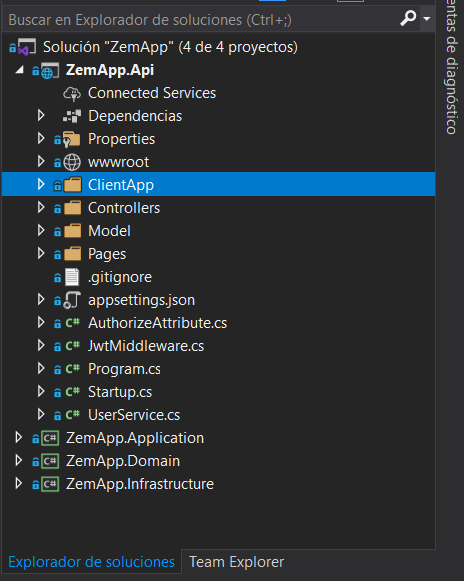 Buscar en Explorador de soluciones (Ctrl+;)
Solución "ZemApp" (4 de 4 proyectos)
ZemApp.Api
Connected Services
Dependencias
Properties
wwwroot
ClientApp
Controllers
Model
Pages
.gitignore
appsettings.json
C# AuthorizeAttribute.cs
C# JwtMiddleware.cs
C# Program.cs
C# Startup.cs
C# UserService.cs
C# ZemApp.Application
C# ZemApp.Domain
C# ZemApp.Infrastructure
Explorador de soluciones Team Explorer
entas de diagnóstico